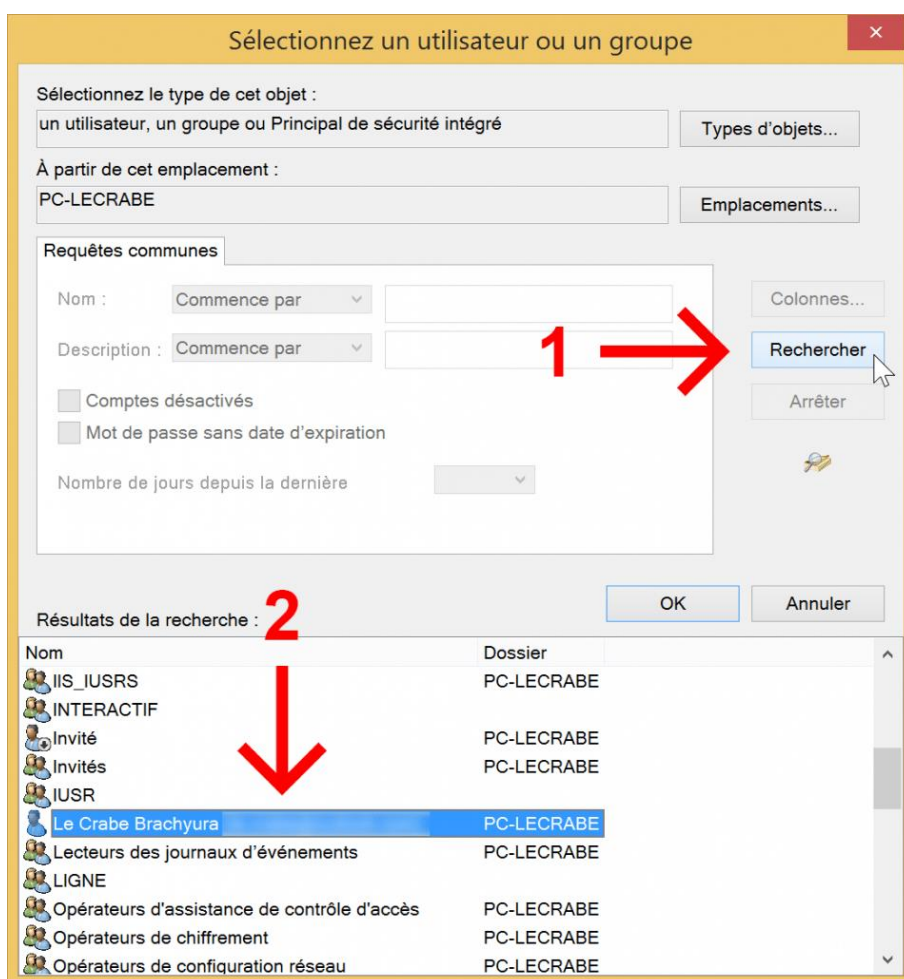 Sélectionnez un utilisateur ou un groupe
Sélectionnez le type de cet objet :
un utilisateur, un groupe ou Principal de sécurité intégré
Types d'objets...
À partir de cet emplacement :
PC-LECRABE
Emplacements...
Requêtes communes
Nom :
Commence par
Colonnes...
Description :
Commence par
1
Rechercher
Comptes désactivés
Arrêter
Mot de passe sans date d'expiration
Nombre de jours depuis la dernière
OK
Annuler
Résultats de la recherche :
2
Nom Dossier
IIS_IUSRS PC-LECRABE
INTERACTIF
Invité PC-LECRABE
Invités PC-LECRABE
IUSR
Le Crabe Brachyura PC-LECRABE
Lecteurs des journaux d'événements PC-LECRABE
LIGNE
Opérateurs d'assistance de contrôle d'accès PC-LECRABE
Opérateurs de chiffrement PC-LECRABE
Opérateurs de configuration réseau PC-LECRABE